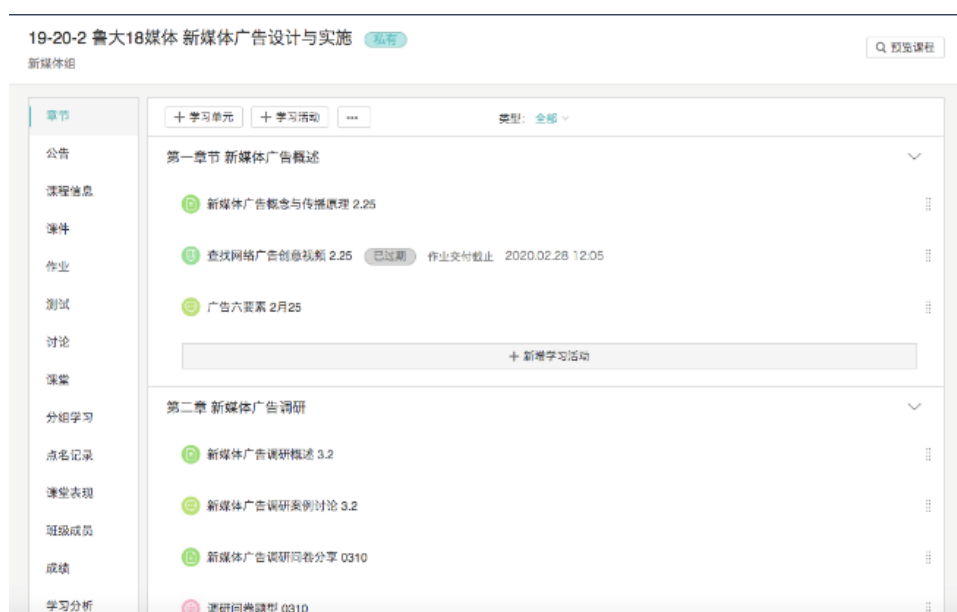 19-20-2 鲁大18媒体 新媒体广告设计与实施 私有
预览课程
新媒体组
章节
公告
课程信息
课件
作业
测试
讨论
课堂
分组学习
点名记录
课堂表现
班级成员
成绩
学习分析
+ 学习单元 + 学习活动 ··· 类型: 全部
第一章节 新媒体广告概述
新媒体广告概念与传播原理 2.25
查找网络广告创意视频 2.25 已过期 作业交付截止 2020.02.28 12:05
广告六要素 2月25
+ 新增学习活动
第二章 新媒体广告调研
新媒体广告调研概述 3.2
新媒体广告调研案例讨论 3.2
新媒体广告调研问卷分享 0310
调研问卷题型 0310